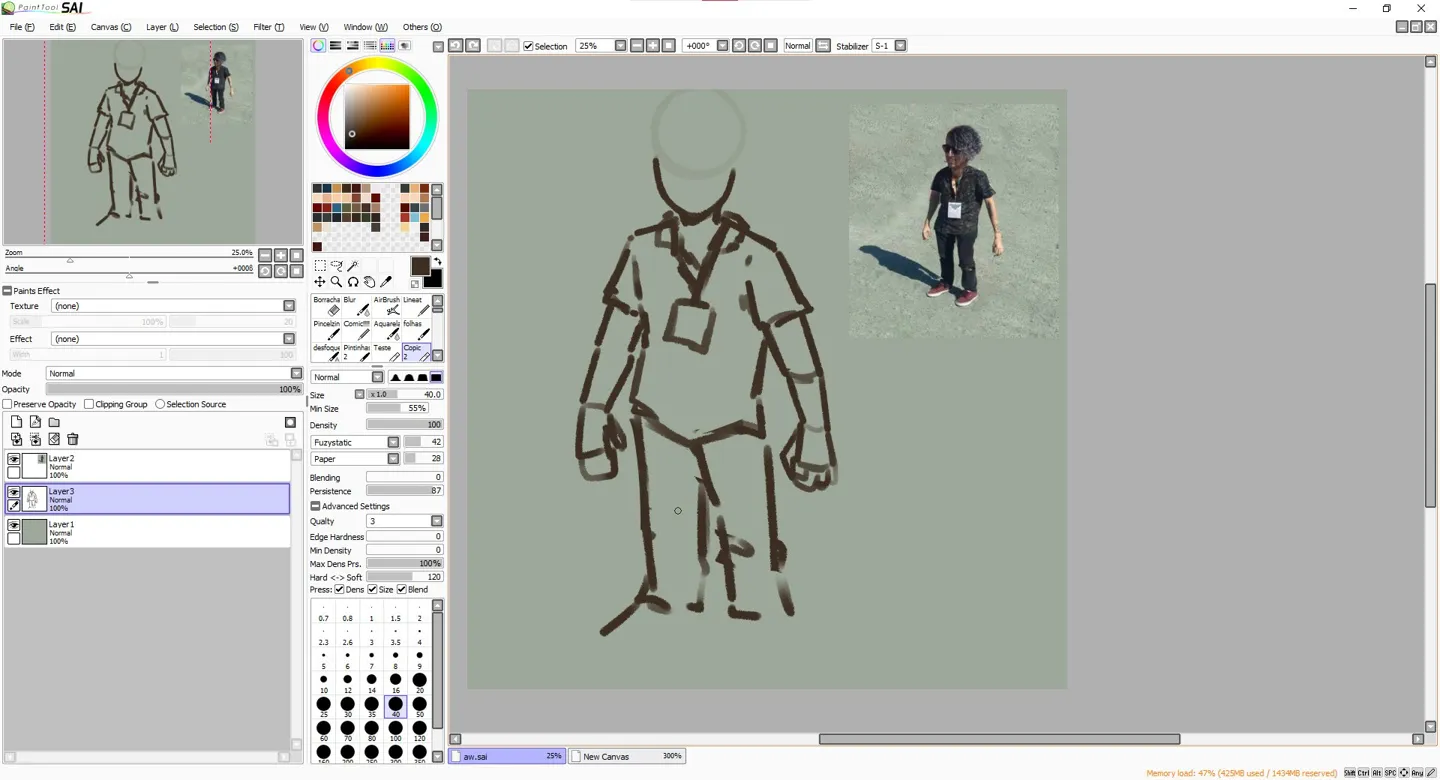 PaintTool SAI
File (F) Edit (E) Canvas (C) Layer (L) Selection (S) Filter (T) View (V) Window (W) Others (O)
Selection 25% +000° Normal Stabilizer S-1
Zoom 25.0%
Angle +000ß
Paints Effect
Texture (none)
Scale 100% 20
Effect (none)
1 100
Mode Normal
Opacity 100%
Preserve Opacity Clipping Group Selection Source
Layer2
Normal
100%
Layer3
Normal
100%
Layer1
Normal
100%
Borracha Blur AirBrush Lineat
Pincelzin Comic!!!! Aquarela folhas
desfoque Pintinhas Teste Copic
2 2
Normal
Size x 1.0 40.0
Min Size 55%
Density 100
Fuzystatic 42
Paper 28
Blending 0
Persistence 87
Advanced Settings
Qualty 3
Edge Hardness 0
Min Density 0
Max Dens Prs. 100%
Hard <-> Soft 120
Press: Dens Size Blend
0.7 0.8 1 1.5 2
2.3 2.6 3 3.5 4
5 6 7 8 9
10 12 14 16 20
25 30 35 40 50
60 70 80 100 120
160 200 250 300 350
aw.sai 25% New Canvas 300%
Memory load: 47% (425MB used / 1434MB reserved) Shift Ctrl Alt SPC Any